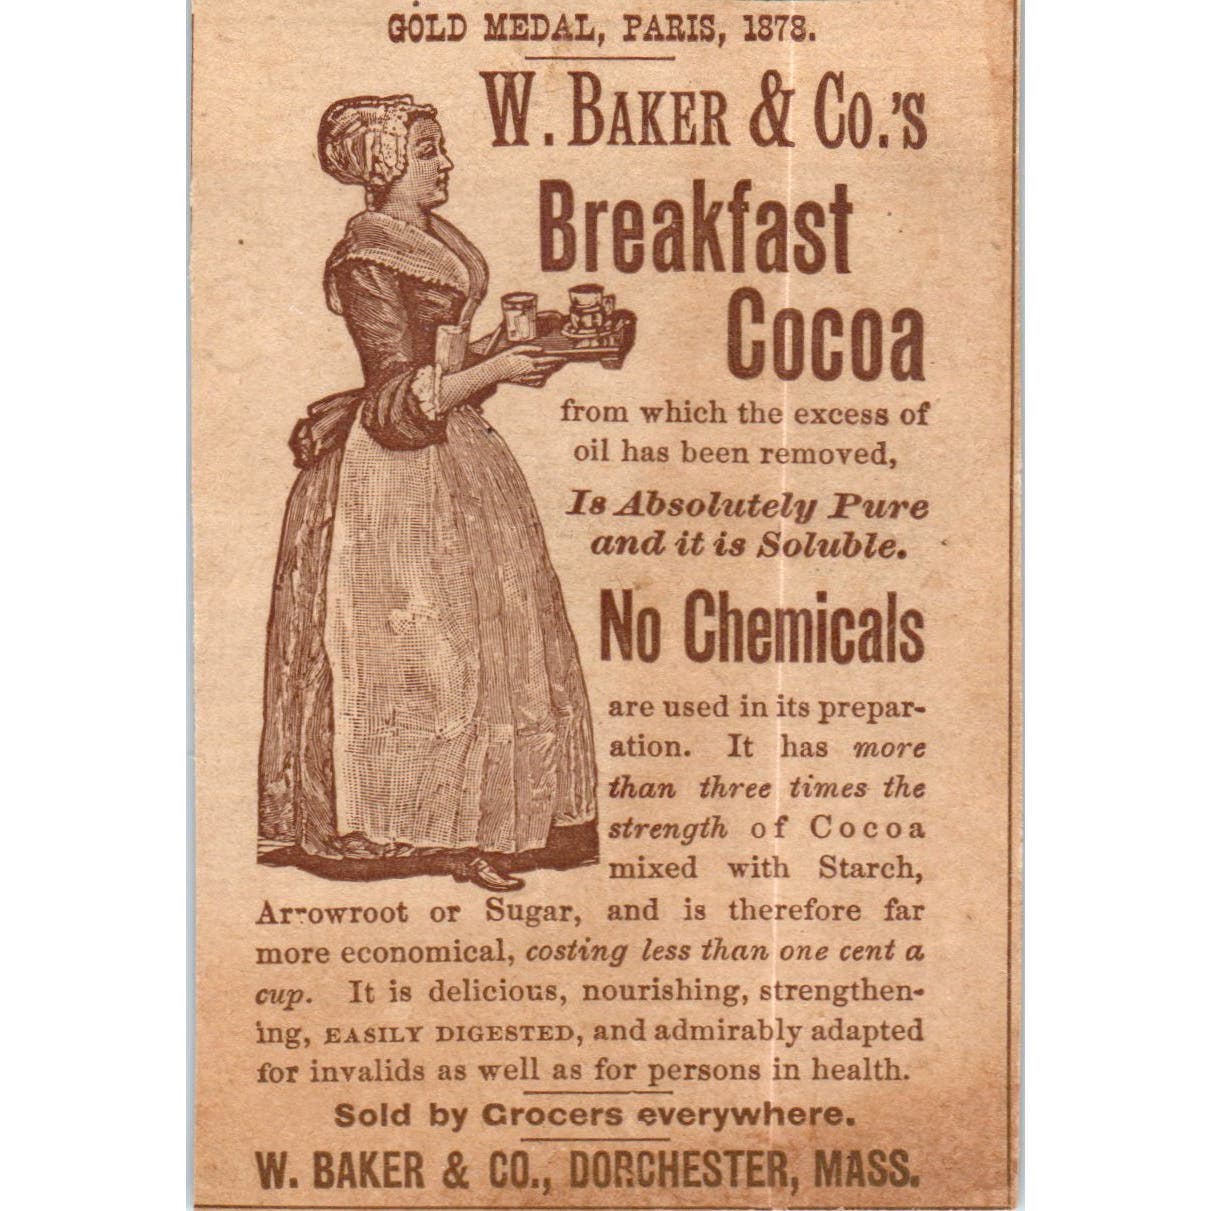 GOLD MEDAL, PARIS, 1878.
W. BAKER & CO.'S
Breakfast
Cocoa
from which the excess of
oil has been removed,
Is Absolutely Pure
and it is Soluble.
No Chemicals
are used in its prepar-
ation. It has more
than three times the
strength of Cocoa
mixed with Starch,
Arrowroot or Sugar, and is therefore far
more economical, costing less than one cent a
cup. It is delicious, nourishing, strengthen-
ing, EASILY DIGESTED, and admirably adapted
for invalids as well as for persons in health.
Sold by Grocers everywhere.
W. BAKER & CO., DORCHESTER, MASS.